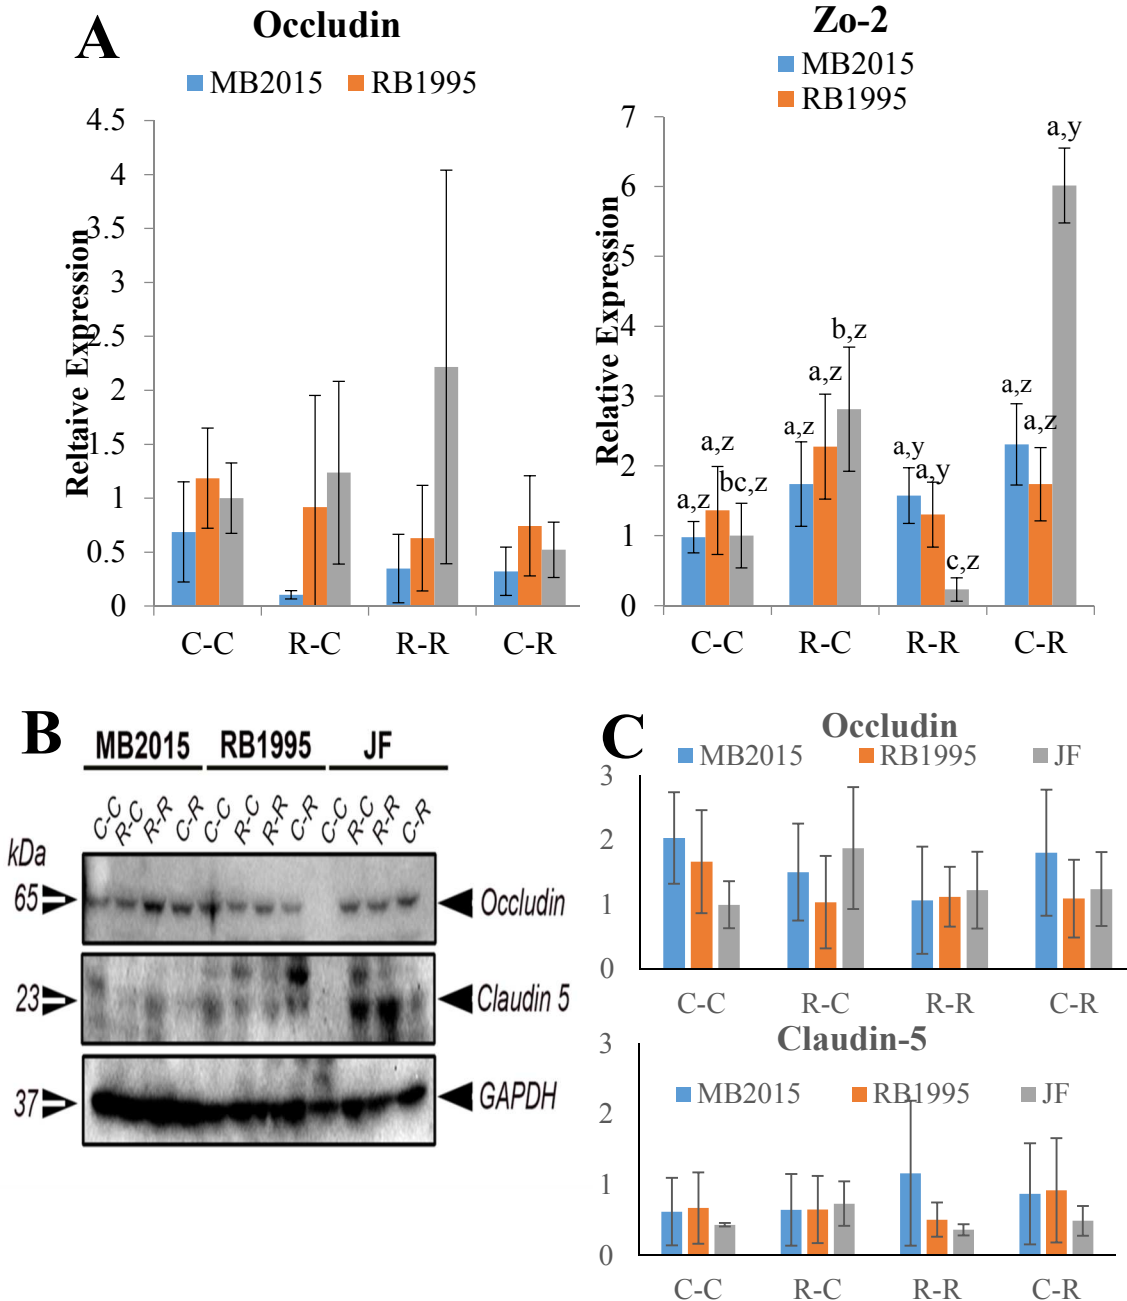 A
Occludin
MB2015 RB1995
4.5
4
3.5
3
2.5
2
1.5
1
0.5
0
Reltaive Expression
C-C R-C R-R C-R
Zo-2
MB2015
RB1995
7
6
5
4
3
2
1
0
Relative Expression
a,z a,z bc,z a,z a,z b,z a,y a,y c,z a,z a,z a,y
C-C R-C R-R C-R
B
MB2015 RB1995 JF
C-C R-C R-R C-R C-C R-C R-R C-R C-C R-C R-R C-R
kDa
65 Occludin
23 Claudin 5
37 GAPDH
C
Occludin
MB2015 RB1995 JF
3
2
1
0
C-C R-C R-R C-R
Claudin-5
MB2015 RB1995 JF
3
2
1
0
C-C R-C R-R C-R